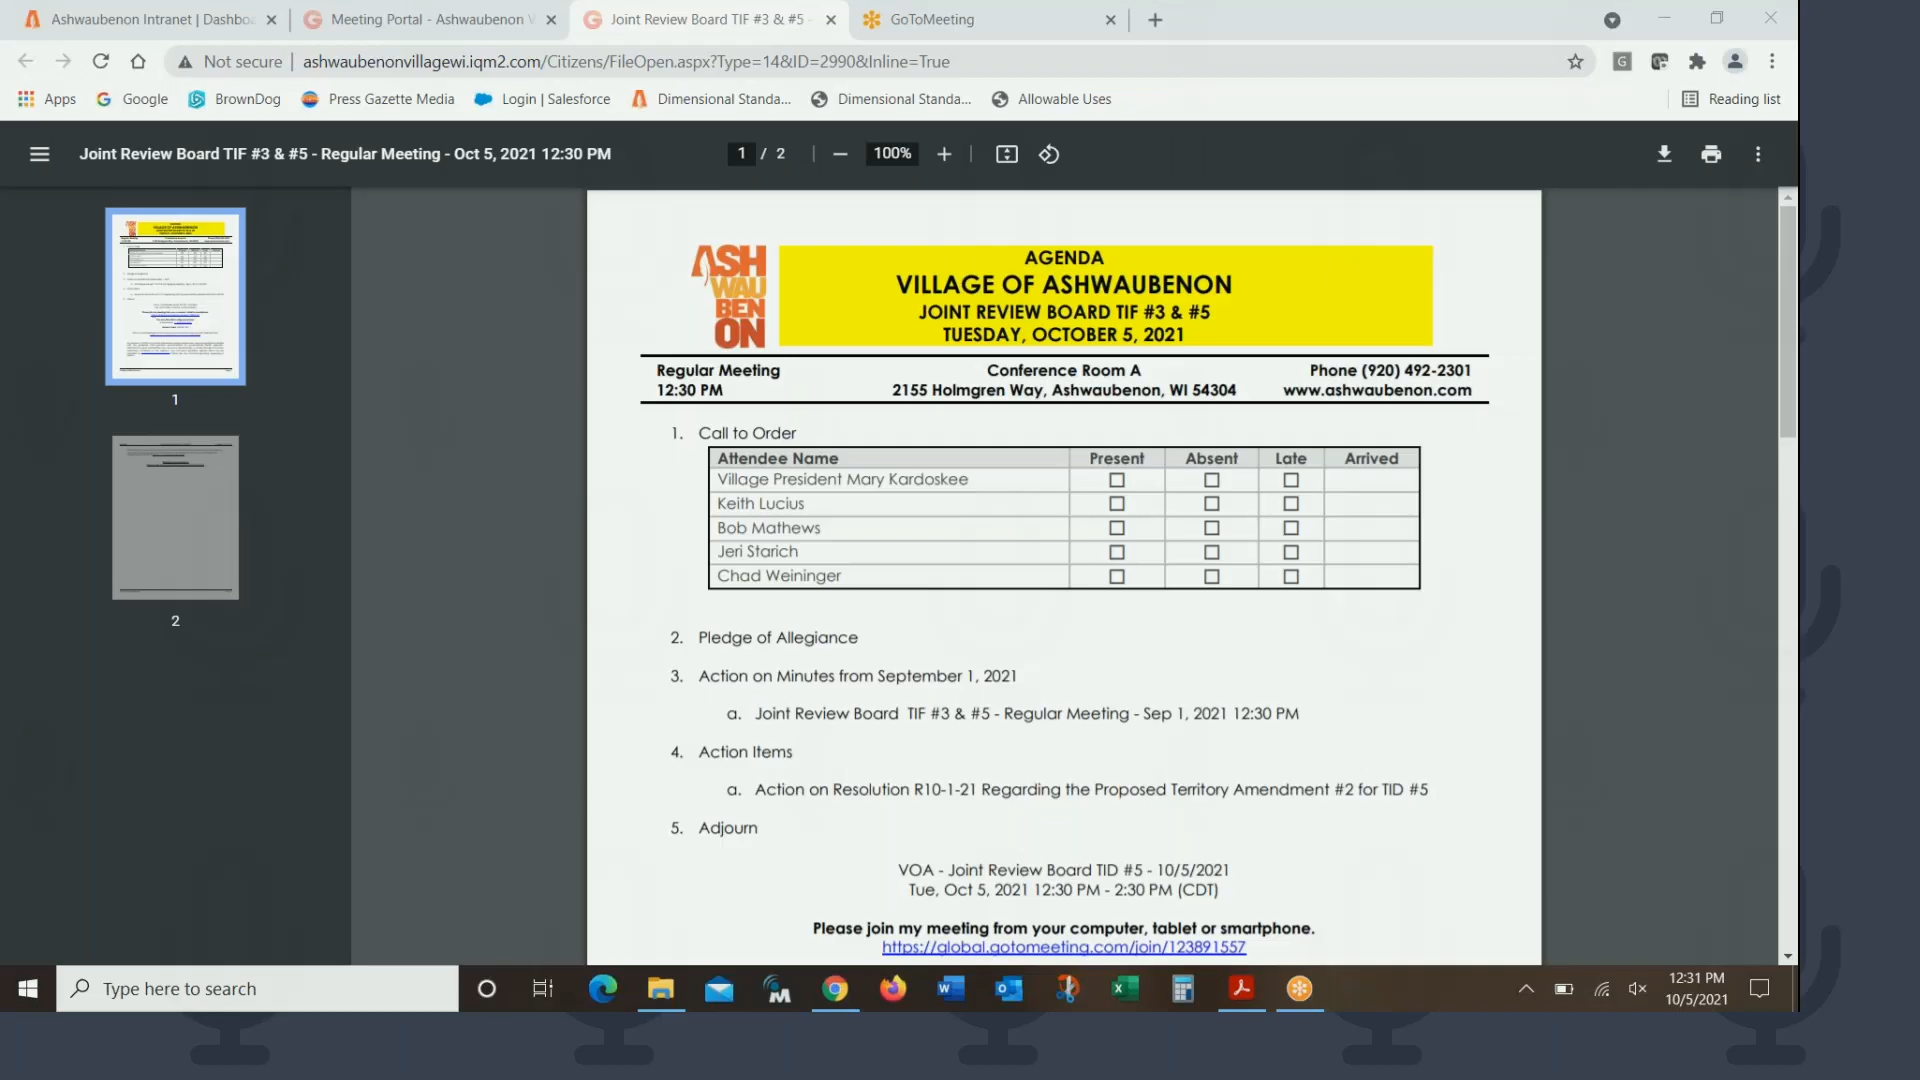 Ashwaubenon Intranet | Dashbo
Meeting Portal - Ashwaubenon V
Joint Review Board TIF #3 & #5 -
GoToMeeting
Not secure | ashwaubenonvillagewi.iqm2.com/Citizens/FileOpen.aspx?Type=14&ID=2990&Inline=True
Apps
Google
BrownDog
Press Gazette Media
Login | Salesforce
Dimensional Standa...
Dimensional Standa...
Allowable Uses
Reading list
Joint Review Board TIF #3 & #5 - Regular Meeting - Oct 5, 2021 12:30 PM
1 / 2
100%
1
2
ASH
WAU
BEN
ON
AGENDA
VILLAGE OF ASHWAUBENON
JOINT REVIEW BOARD TIF #3 & #5
TUESDAY, OCTOBER 5, 2021
Regular Meeting Conference Room A Phone (920) 492-2301
12:30 PM 2155 Holmgren Way, Ashwaubenon, WI 54304 www.ashwaubenon.com
1. Call to Order
Attendee Name Present Absent Late Arrived
Village President Mary Kardoskee
Keith Lucius
Bob Mathews
Jeri Starich
Chad Weininger
2. Pledge of Allegiance
3. Action on Minutes from September 1, 2021
a. Joint Review Board TIF #3 & #5 - Regular Meeting - Sep 1, 2021 12:30 PM
4. Action Items
a. Action on Resolution R10-1-21 Regarding the Proposed Territory Amendment #2 for TID #5
5. Adjourn
VOA - Joint Review Board TID #5 - 10/5/2021
Tue, Oct 5, 2021 12:30 PM - 2:30 PM (CDT)
Please join my meeting from your computer, tablet or smartphone.
https://global.gotomeeting.com/join/123891557
Type here to search
12:31 PM
10/5/2021